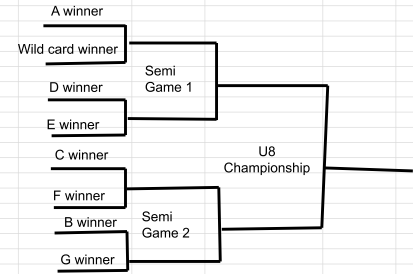 A winner
Wild card winner
Semi
Game 1
D winner
E winner
C winner
U8
Championship
F winner
Semi
Game 2
B winner
G winner